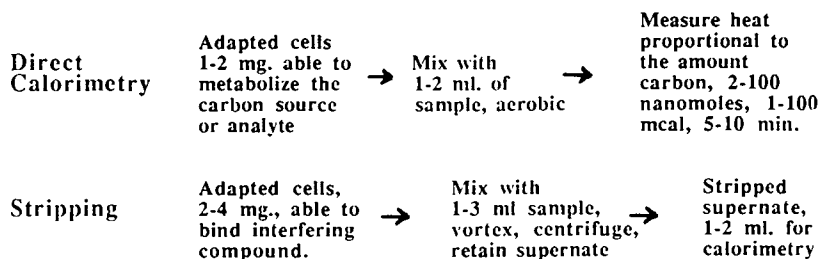 Direct
Calorimetry
Adapted cells
1-2 mg. able to
metabolize the
carbon source
or analyte
→
Mix with
1-2 ml. of
sample, aerobic
→
Measure heat
proportional to
the amount
carbon, 2-100
nanomoles, 1-100
mcal, 5-10 min.
Stripping
Adapted cells,
2-4 mg., able to
bind interfering
compound.
→
Mix with
1-3 ml sample,
vortex, centrifuge,
retain supernate
→
Stripped
supernate,
1-2 ml. for
calorimetry